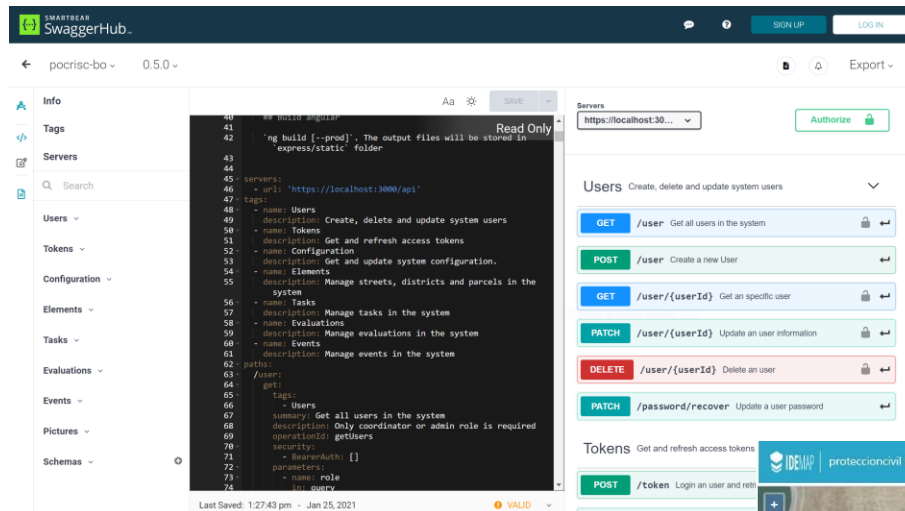 SMARTBEAR
SwaggerHub
SIGN UP
LOG IN
pocrisc-bo
0.5.0
Export
Info
Tags
Servers
Search
Users
Tokens
Configuration
Elements
Tasks
Evaluations
Events
Pictures
Schemas
Aa
SAVE
Read Only
40 ## Build angular
41
42 `ng build [--prod]`. The output files will be stored in
`express/static` folder
43
44
45 servers:
46 - url: 'https://localhost:3000/api'
47 tags:
48 - name: Users
49 description: Create, delete and update system users
50 - name: Tokens
51 description: Get and refresh access tokens
52 - name: Configuration
53 description: Get and update system configuration.
54 - name: Elements
55 description: Manage streets, districts and parcels in the
system
56 - name: Tasks
57 description: Manage tasks in the system
58 - name: Evaluations
59 description: Manage evaluations in the system
60 - name: Events
61 description: Manage events in the system
62 paths:
63 /user:
64 get:
65 tags:
66 - Users
67 summary: Get all users in the system
68 description: Only coordinator or admin role is required
69 operationId: getUsers
70 security:
71 - BearerAuth: []
72 parameters:
73 - name: role
74 in: query
Last Saved: 1:27:43 pm - Jan 25, 2021
VALID
Servers
https://localhost:30...
Authorize
Users Create, delete and update system users
GET /user Get all users in the system
POST /user Create a new User
GET /user/{userId} Get an specific user
PATCH /user/{userId} Update an user information
DELETE /user/{userId} Delete an user
PATCH /password/recover Update a user password
Tokens Get and refresh access tokens
POST /token Login an user and retri
IDEMAP | proteccioncivil